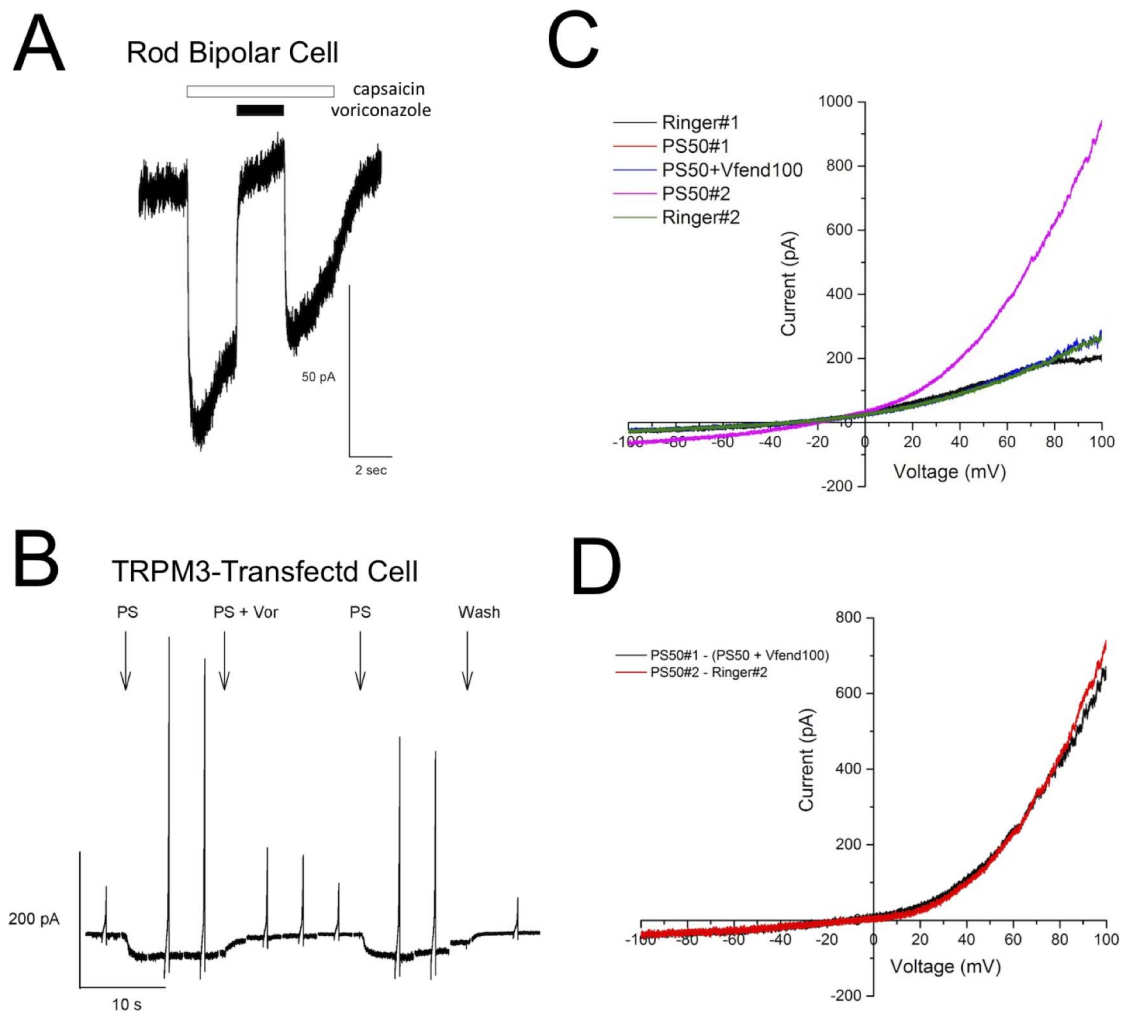 A
Rod Bipolar Cell
capsaicin
voriconazole
50 pA
2 sec
B
TRPM3-Transfectd Cell
PS
PS + Vor
PS
Wash
200 pA
10 s
C
Ringer#1
PS50#1
PS50+Vfend100
PS50#2
Ringer#2
1000
800
600
400
200
0
-200
-100
-80
-60
-40
-20
0
20
40
60
80
100
Current (pA)
Voltage (mV)
D
PS50#1 - (PS50 + Vfend100)
PS50#2 - Ringer#2
800
600
400
200
0
-200
-100
-80
-60
-40
-20
0
20
40
60
80
100
Current (pA)
Voltage (mV)